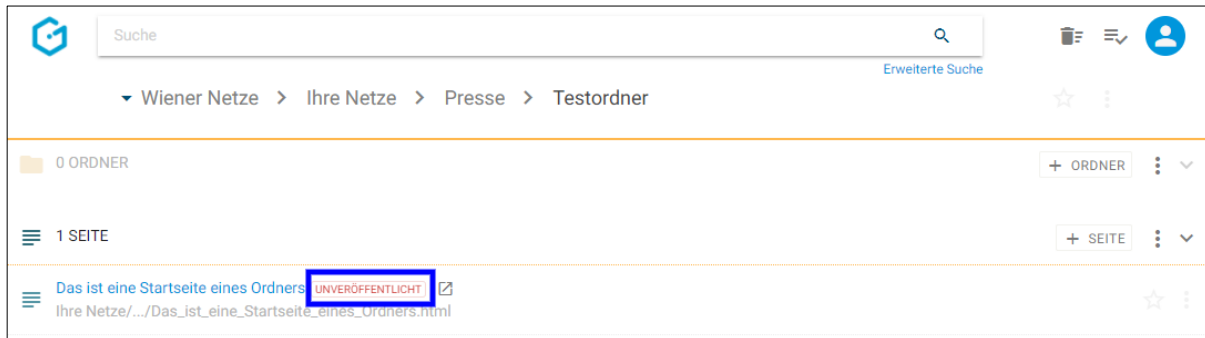 Suche
Erweiterte Suche
Wiener Netze > Ihre Netze > Presse > Testordner
0 ORDNER
+ ORDNER
1 SEITE
+ SEITE
Das ist eine Startseite eines Ordners UNVERÖFFENTLICHT
Ihre Netze/.../Das_ist_eine_Startseite_eines_Ordners.html